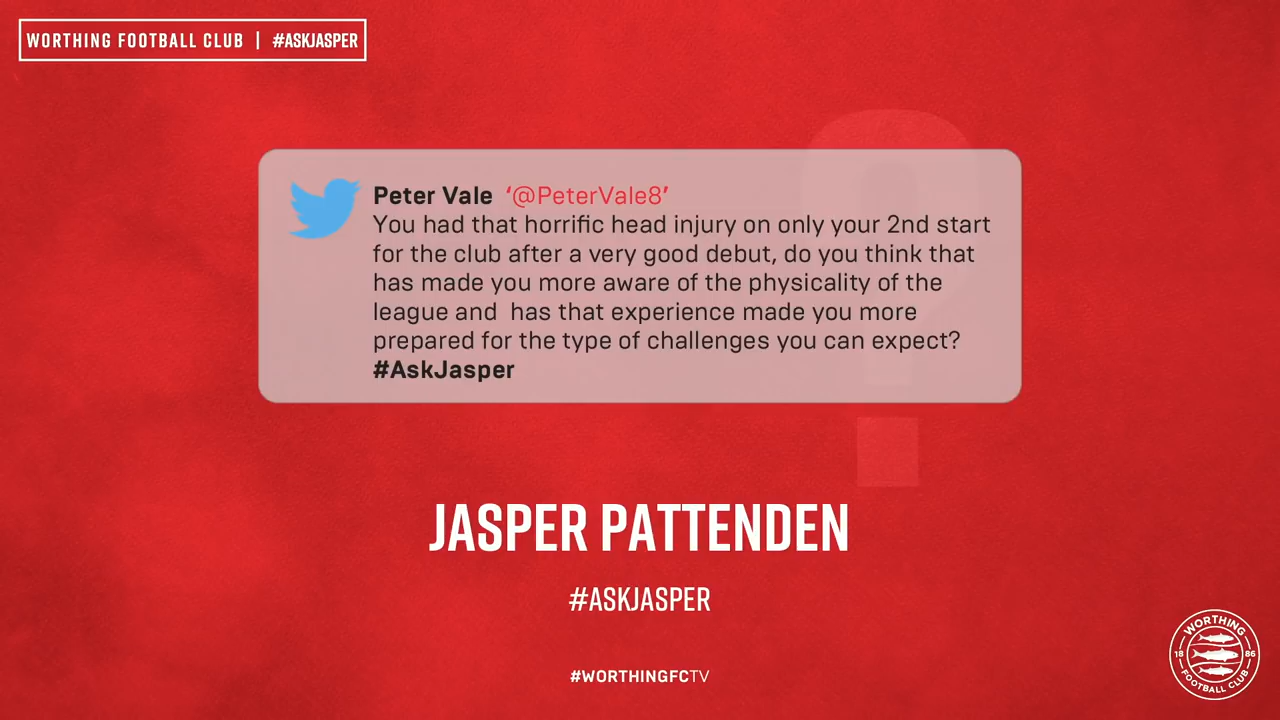 WORTHING FOOTBALL CLUB | #ASKJASPER
Peter Vale '@PeterVale8'
You had that horrific head injury on only your 2nd start
for the club after a very good debut, do you think that
has made you more aware of the physicality of the
league and  has that experience made you more
prepared for the type of challenges you can expect?
#AskJasper
JASPER PATTENDEN
#ASKJASPER
#WORTHINGFCTV
WORTHING
18 86
FOOTBALL CLUB